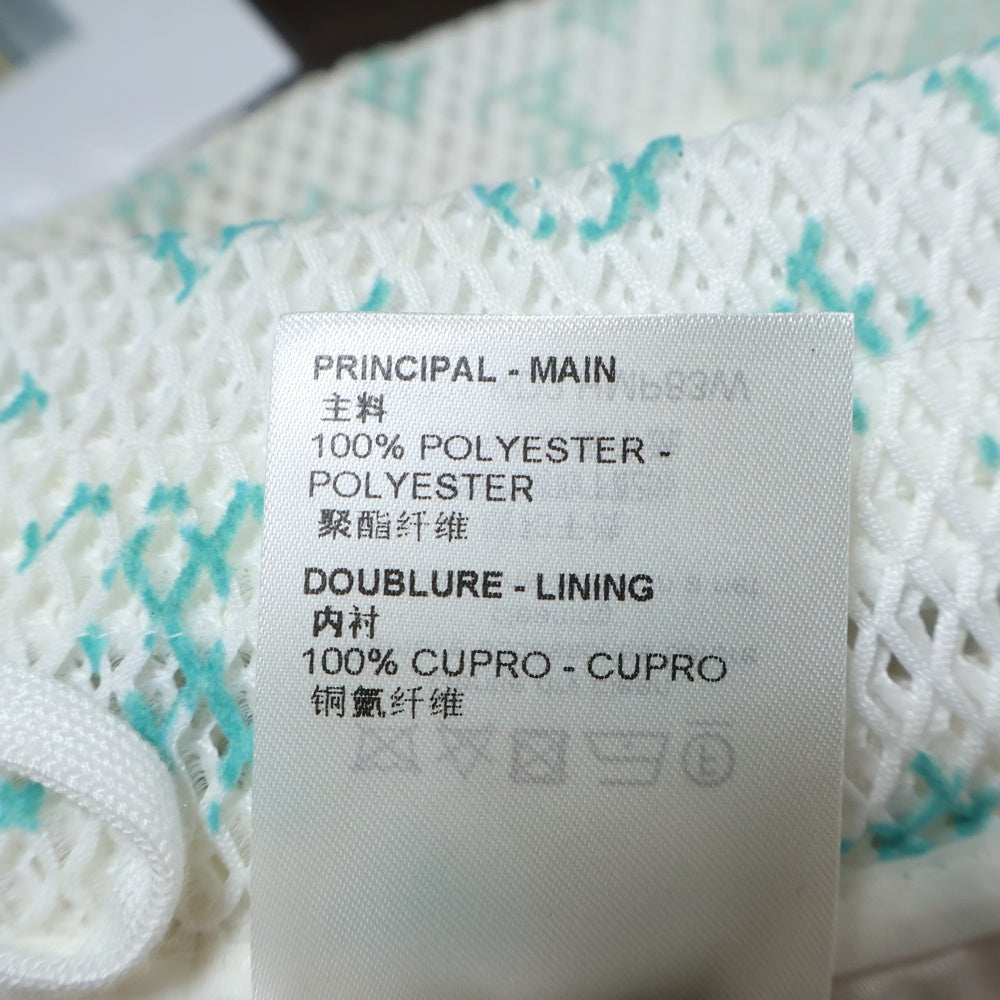 PRINCIPAL - MAIN
主料
100% POLYESTER -
POLYESTER
聚酯纤维
DOUBLURE - LINING
内衬
100% CUPRO - CUPRO
铜氨纤维